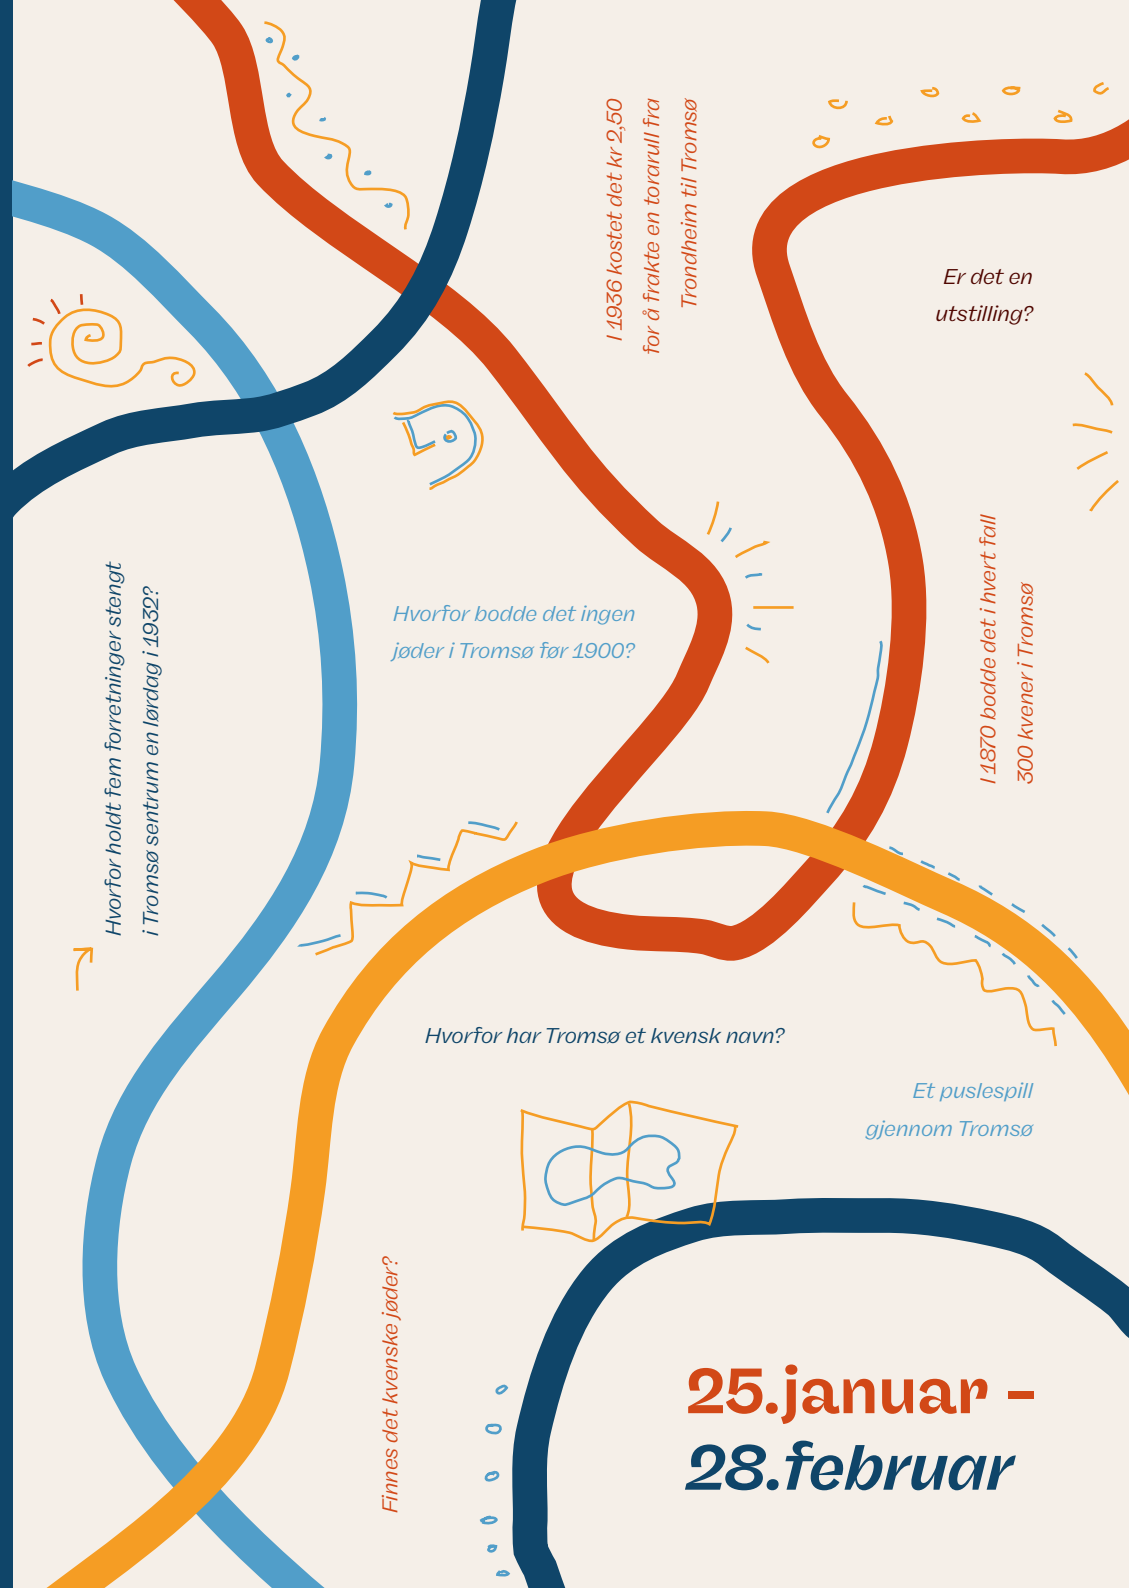 I 1936 kostet det kr 2,50
for å frakte en torarull fra
Trondheim til Tromsø
Er det en
utstilling?
Hvorfor holdt fem forretninger stengt
i Tromsø sentrum en lørdag i 1932?
Hvorfor bodde det ingen
jøder i Tromsø før 1900?
I 1870 bodde det i hvert fall
300 kvener i Tromsø
Hvorfor har Tromsø et kvensk navn?
Et puslespill
gjennom Tromsø
Finnes det kvenske jøder?
25.januar –
28.februar